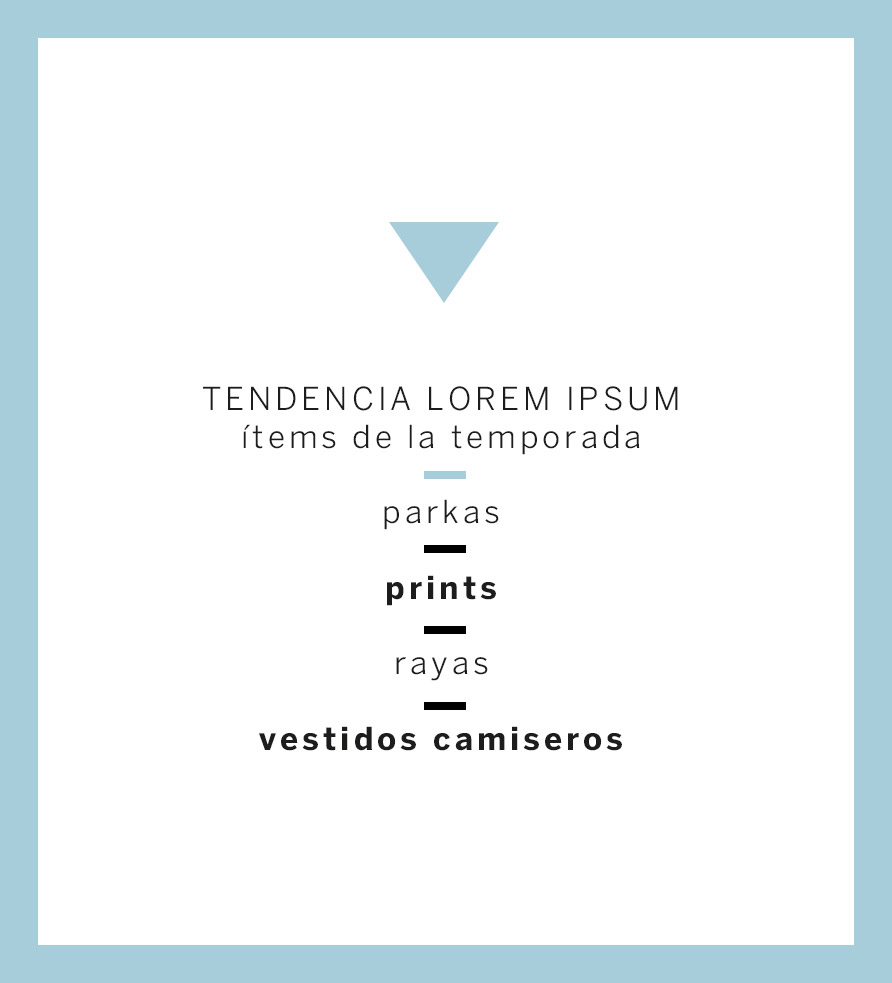 TENDENCIA LOREM IPSUM
ítems de la temporada
parkas
prints
rayas
vestidos camiseros